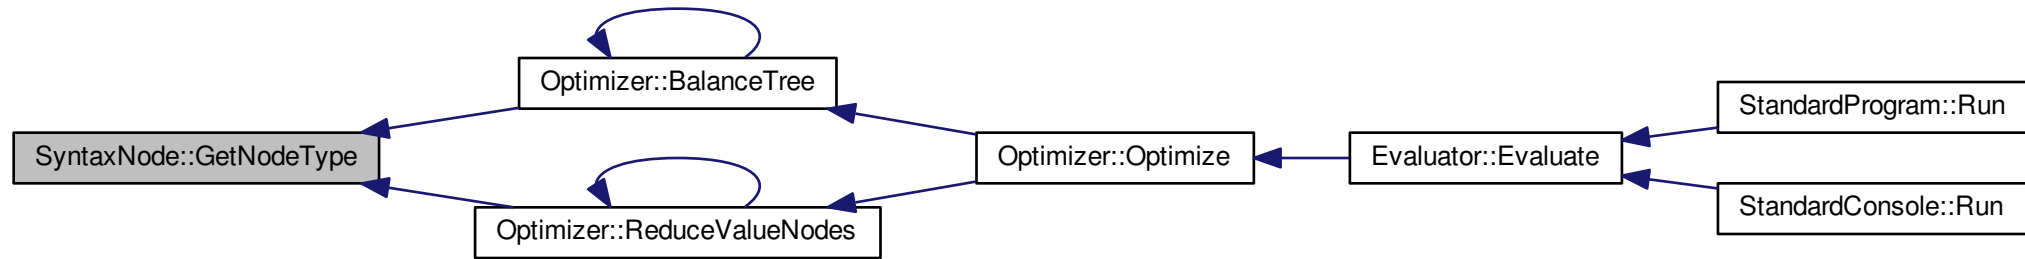 SyntaxNode::GetNodeType
Optimizer::BalanceTree
Optimizer::ReduceValueNodes
Optimizer::Optimize
Evaluator::Evaluate
StandardProgram::Run
StandardConsole::Run